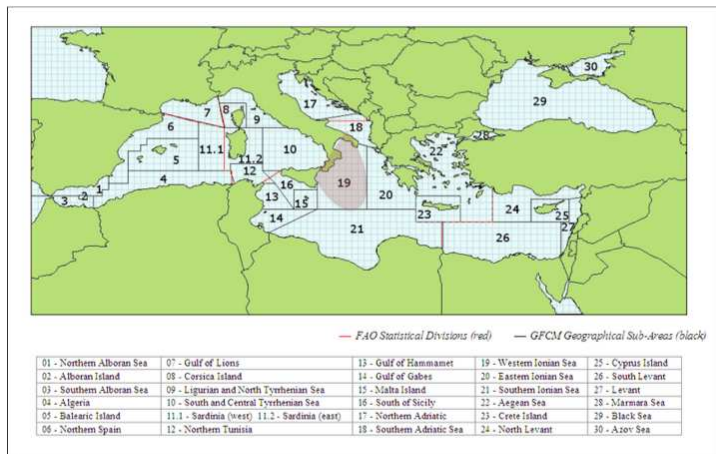 30
17
29
7
8
9
6
18
28
22
5
11.1
11.2
10
4
12
16
19
20
1
2
3
13
15
23
24
25
14
21
26
27
FAO Statistical Divisions (red)
GFCM Geographical Sub-Areas (black)
01 - Northern Alboran Sea
07 - Gulf of Lions
13 - Gulf of Hammamet
19 - Western Ionian Sea
25 - Cyprus Island
02 - Alboran Island
08 - Corsica Island
14 - Gulf of Gabes
20 - Eastern Ionian Sea
26 - South Levant
03 - Southern Alboran Sea
09 - Ligurian and North Tyrrhenian Sea
15 - Malta Island
21 - Southern Ionian Sea
27 - Levant
04 - Algeria
10 - South and Central Tyrrhenian Sea
16 - South of Sicily
22 - Aegean Sea
28 - Marmara Sea
05 - Balearic Island
11.1 - Sardinia (west) 11.2 - Sardinia (east)
17 - Northern Adriatic
23 - Crete Island
29 - Black Sea
06 - Northern Spain
12 - Northern Tunisia
18 - Southern Adriatic Sea
24 - North Levant
30 - Azov Sea